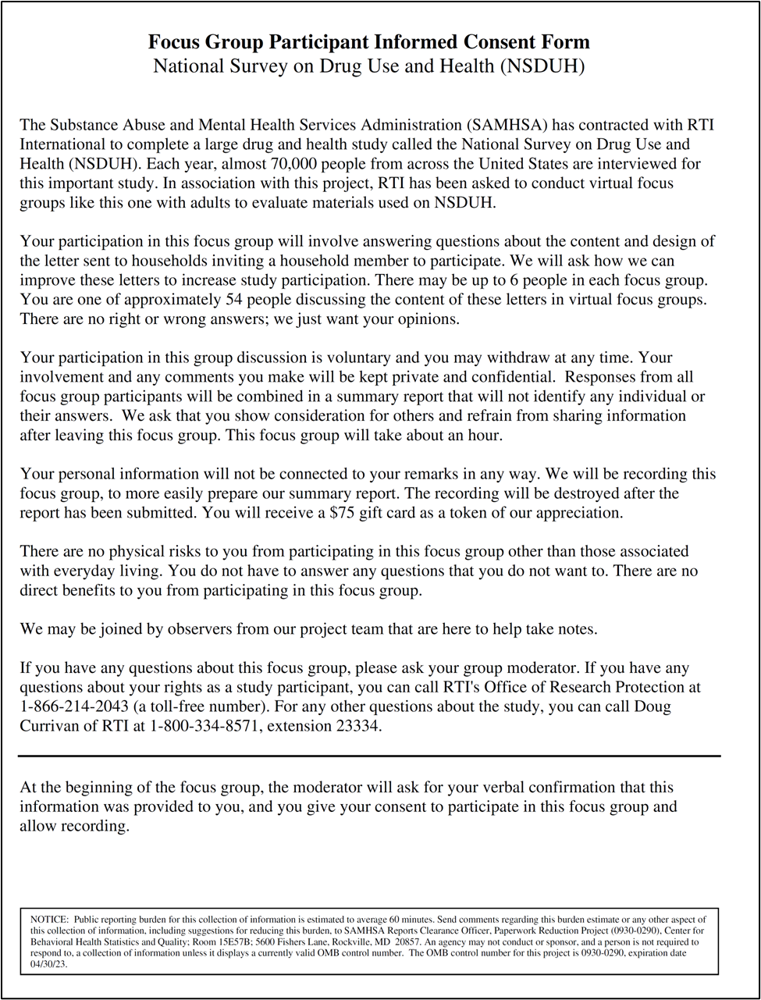 Focus Group Participant Informed Consent Form
National Survey on Drug Use and Health (NSDUH)
The Substance Abuse and Mental Health Services Administration (SAMHSA) has contracted with RTI
International to complete a large drug and health study called the National Survey on Drug Use and
Health (NSDUH). Each year, almost 70,000 people from across the United States are interviewed for
this important study. In association with this project, RTI has been asked to conduct virtual focus
groups like this one with adults to evaluate materials used on NSDUH.
Your participation in this focus group will involve answering questions about the content and design of
the letter sent to households inviting a household member to participate. We will ask how we can
improve these letters to increase study participation. There may be up to 6 people in each focus group.
You are one of approximately 54 people discussing the content of these letters in virtual focus groups.
There are no right or wrong answers; we just want your opinions.
Your participation in this group discussion is voluntary and you may withdraw at any time. Your
involvement and any comments you make will be kept private and confidential.  Responses from all
focus group participants will be combined in a summary report that will not identify any individual or
their answers.  We ask that you show consideration for others and refrain from sharing information
after leaving this focus group. This focus group will take about an hour.
Your personal information will not be connected to your remarks in any way. We will be recording this
focus group, to more easily prepare our summary report. The recording will be destroyed after the
report has been submitted. You will receive a $75 gift card as a token of our appreciation.
There are no physical risks to you from participating in this focus group other than those associated
with everyday living. You do not have to answer any questions that you do not want to. There are no
direct benefits to you from participating in this focus group.
We may be joined by observers from our project team that are here to help take notes.
If you have any questions about this focus group, please ask your group moderator. If you have any
questions about your rights as a study participant, you can call RTI's Office of Research Protection at
1-866-214-2043 (a toll-free number). For any other questions about the study, you can call Doug
Currivan of RTI at 1-800-334-8571, extension 23334.
At the beginning of the focus group, the moderator will ask for your verbal confirmation that this
information was provided to you, and you give your consent to participate in this focus group and
allow recording.
NOTICE:  Public reporting burden for this collection of information is estimated to average 60 minutes. Send comments regarding this burden estimate or any other aspect of
this collection of information, including suggestions for reducing this burden, to SAMHSA Reports Clearance Officer, Paperwork Reduction Project (0930-0290), Center for
Behavioral Health Statistics and Quality; Room 15E57B; 5600 Fishers Lane, Rockville, MD  20857. An agency may not conduct or sponsor, and a person is not required to
respond to, a collection of information unless it displays a currently valid OMB control number.  The OMB control number for this project is 0930-0290, expiration date
04/30/23.